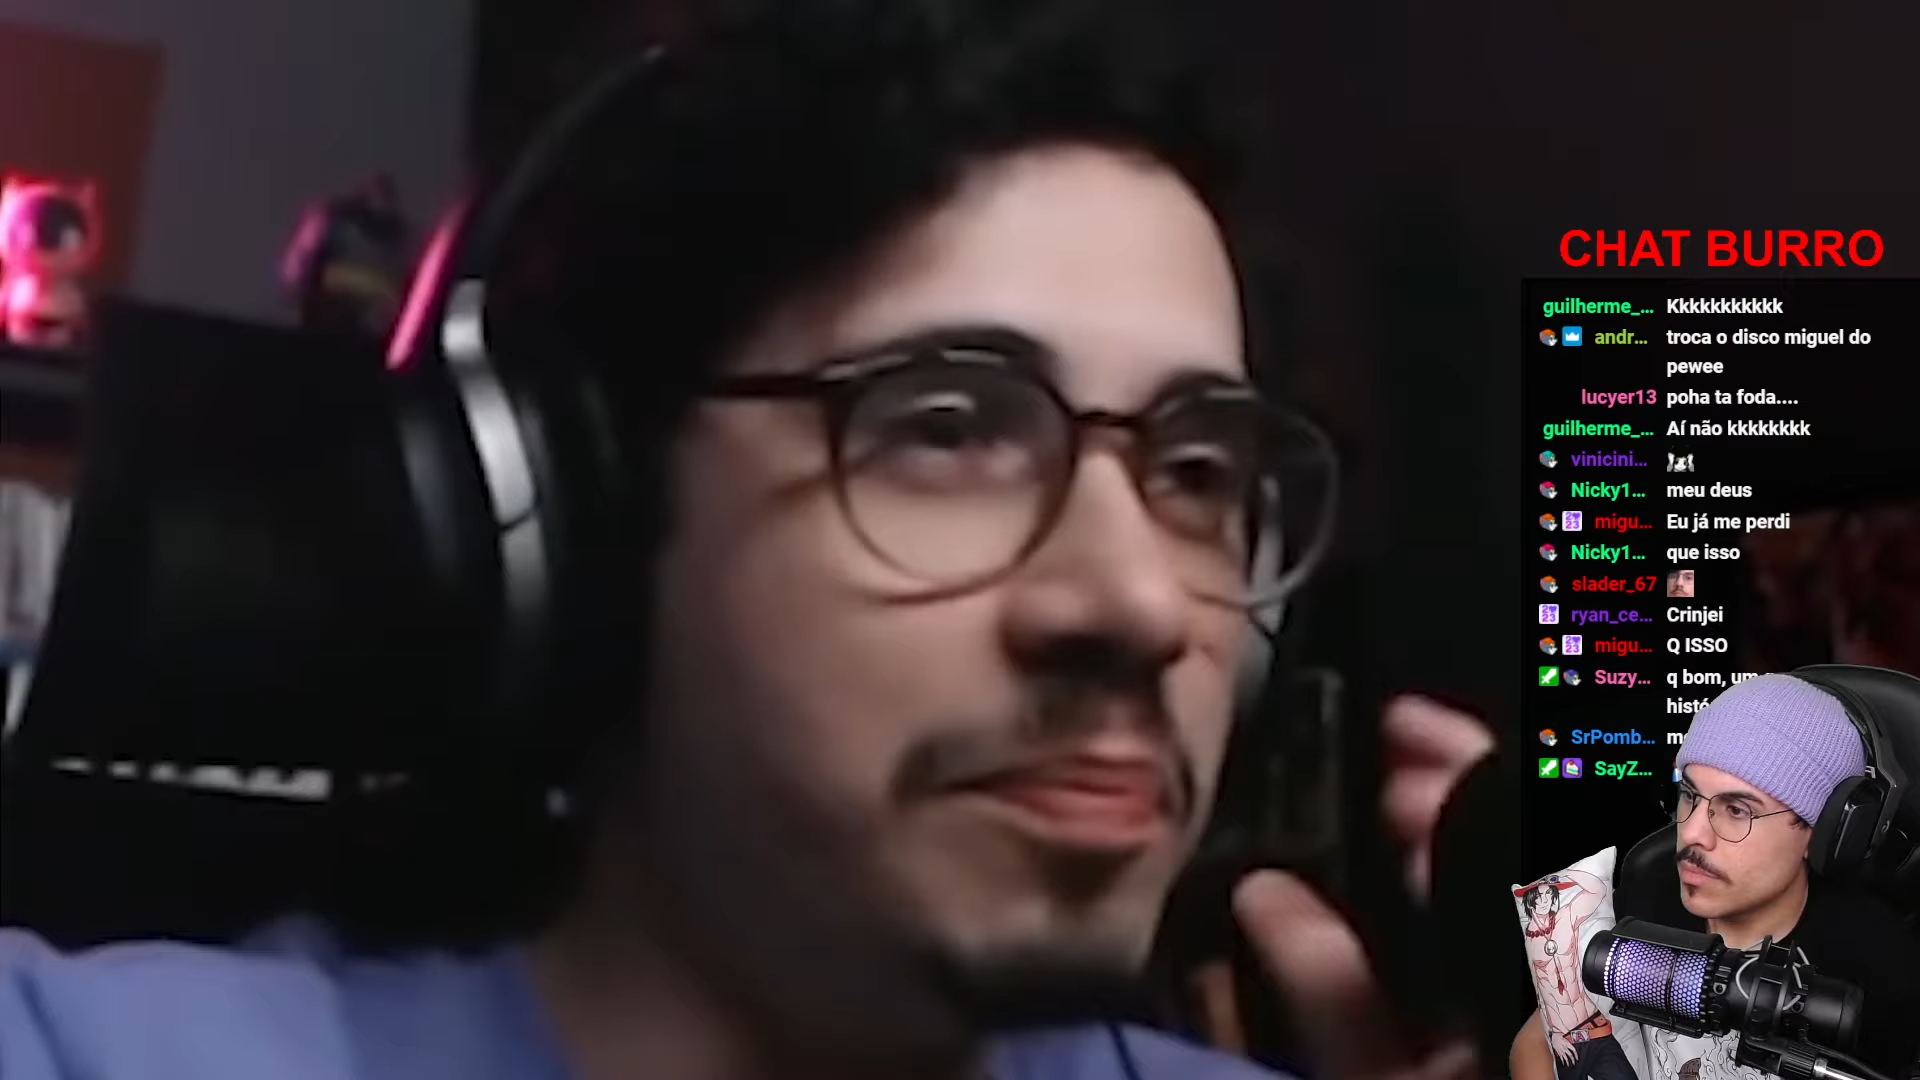 CHAT BURRO
guilherme_... Kkkkkkkkkkk
andr... troca o disco miguel do
pewee
lucyer13 poha ta foda....
guilherme_... Aí não kkkkkkkk
vinicini...
Nicky1... meu deus
migu... Eu já me perdi
Nicky1... que isso
slader_67
ryan_ce... Crinjei
migu... Q ISSO
Suzy... q bom, um
SrPomb...
SayZ...